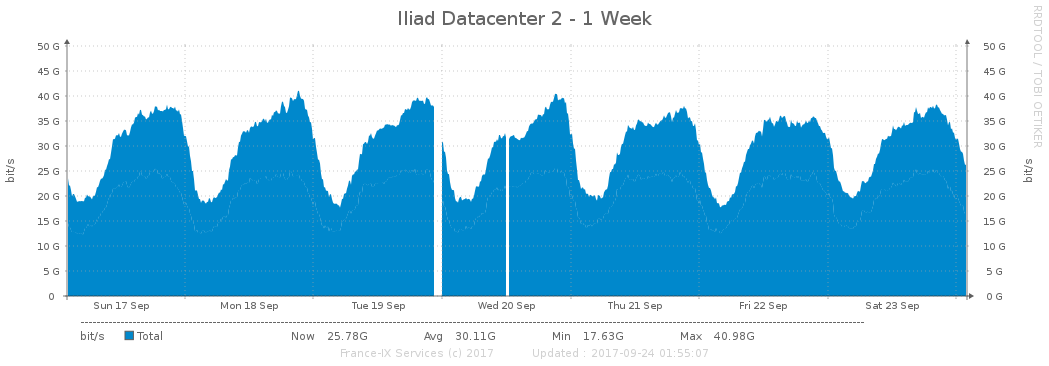 Iliad Datacenter 2 - 1 Week
RRDTOOL / TOBI OETIKER
bit/s
50 G 50 G
45 G 45 G
40 G 40 G
35 G 35 G
30 G 30 G
25 G 25 G
20 G 20 G
15 G 15 G
10 G 10 G
5 G 5 G
0 0 G
bit/s
Sun 17 Sep Mon 18 Sep Tue 19 Sep Wed 20 Sep Thu 21 Sep Fri 22 Sep Sat 23 Sep
bit/s Total Now 25.78G Avg 30.11G Min 17.63G Max 40.98G
France-IX Services (c) 2017 Updated : 2017-09-24 01:55:07